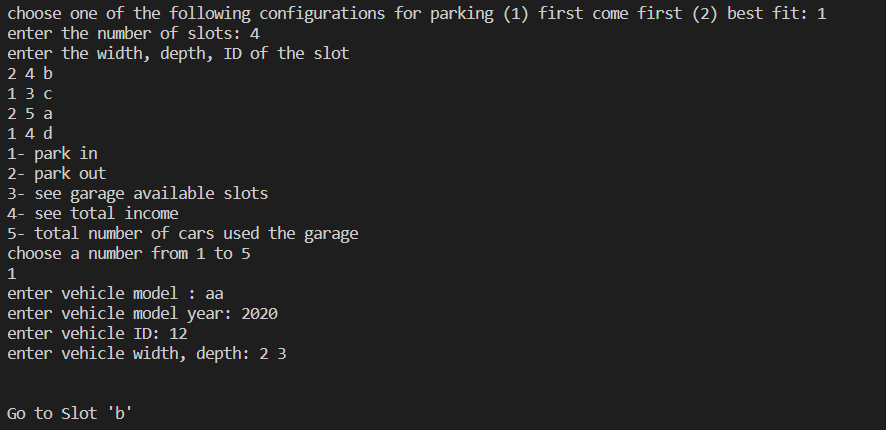 choose one of the following configurations for parking (1) first come first (2) best fit: 1
enter the number of slots: 4
enter the width, depth, ID of the slot
2 4 b
1 3 c
2 5 a
1 4 d
1- park in
2- park out
3- see garage available slots
4- see total income
5- total number of cars used the garage
choose a number from 1 to 5
1
enter vehicle model : aa
enter vehicle model year: 2020
enter vehicle ID: 12
enter vehicle width, depth: 2 3
Go to Slot 'b'